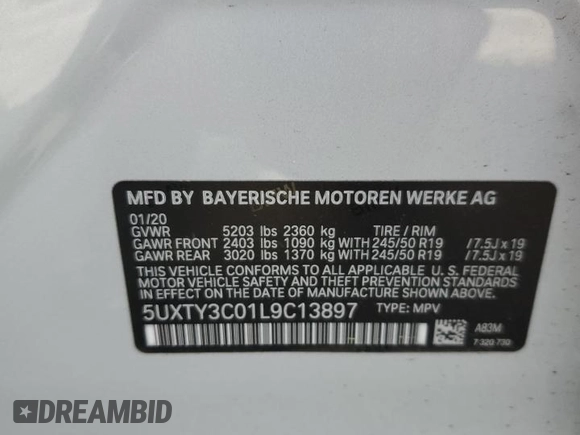 MFD BY BAYERISCHE MOTOREN WERKE AG
01/20
GVWR 5203 lbs 2360 kg TIRE / RIM
GAWR FRONT 2403 lbs 1090 kg WITH 245/50 R19 / 7.5J x 19
GAWR REAR 3020 lbs 1370 kg WITH 245/50 R19 / 7.5J x 19
THIS VEHICLE CONFORMS TO ALL APPLICABLE U. S. FEDERAL
MOTOR VEHICLE SAFETY AND THEFT PREVENTION STANDARDS
IN EFFECT ON THE DATE OF MANUFACTURE SHOWN ABOVE.
5UXTY3C01L9C13897 TYPE: MPV
A83M
7 320 730
DREAMBID